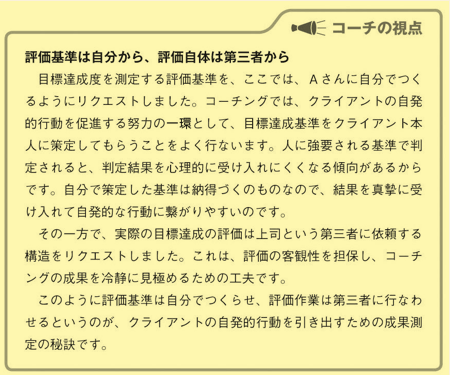 コーチの視点
評価基準は自分から、評価自体は第三者から
　目標達成度を測定する評価基準を、ここでは、Ａさんに自分でつく
るようにリクエストしました。コーチングでは、クライアントの自発
的行動を促進する努力の一環として、目標達成基準をクライアント本
人に策定してもらうことをよく行ないます。人に強要される基準で判
定されると、判定結果を心理的に受け入れにくくなる傾向があるから
です。自分で策定した基準は納得づくのものなので、結果を真摯に受
け入れて自発的な行動に繋がりやすいのです。
　その一方で、実際の目標達成の評価は上司という第三者に依頼する
構造をリクエストしました。これは、評価の客観性を担保し、コーチ
ングの成果を冷静に見極めるための工夫です。
　このように評価基準は自分でつくらせ、評価作業は第三者に行なわ
せるというのが、クライアントの自発的行動を引き出すための成果測
定の秘訣です。